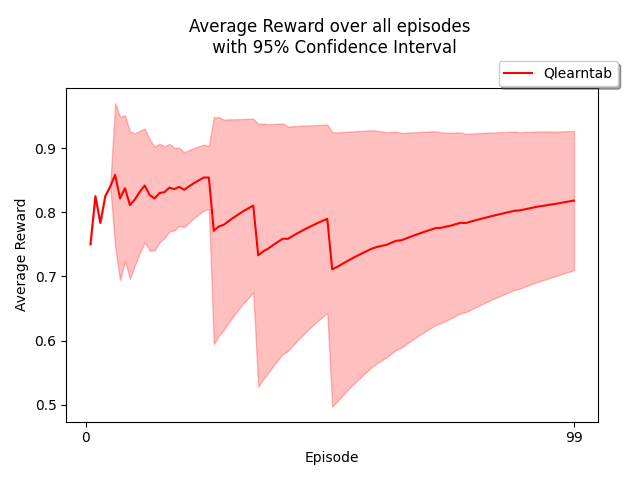 Average Reward over all episodes
with 95% Confidence Interval
Qlearntab
Average Reward
0.9
0.8
0.7
0.6
0.5
0
99
Episode